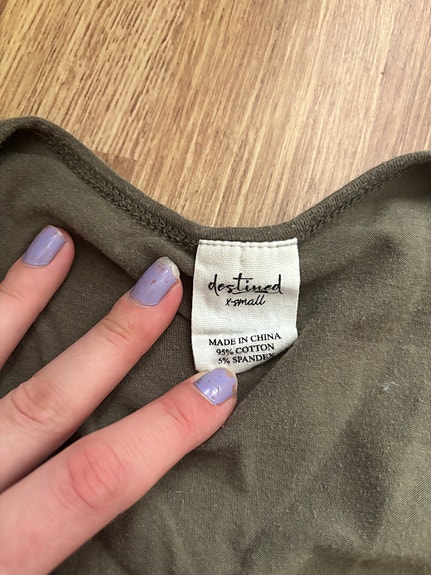 destined
x-small
MADE IN CHINA
95% COTTON
5% SPANDEX